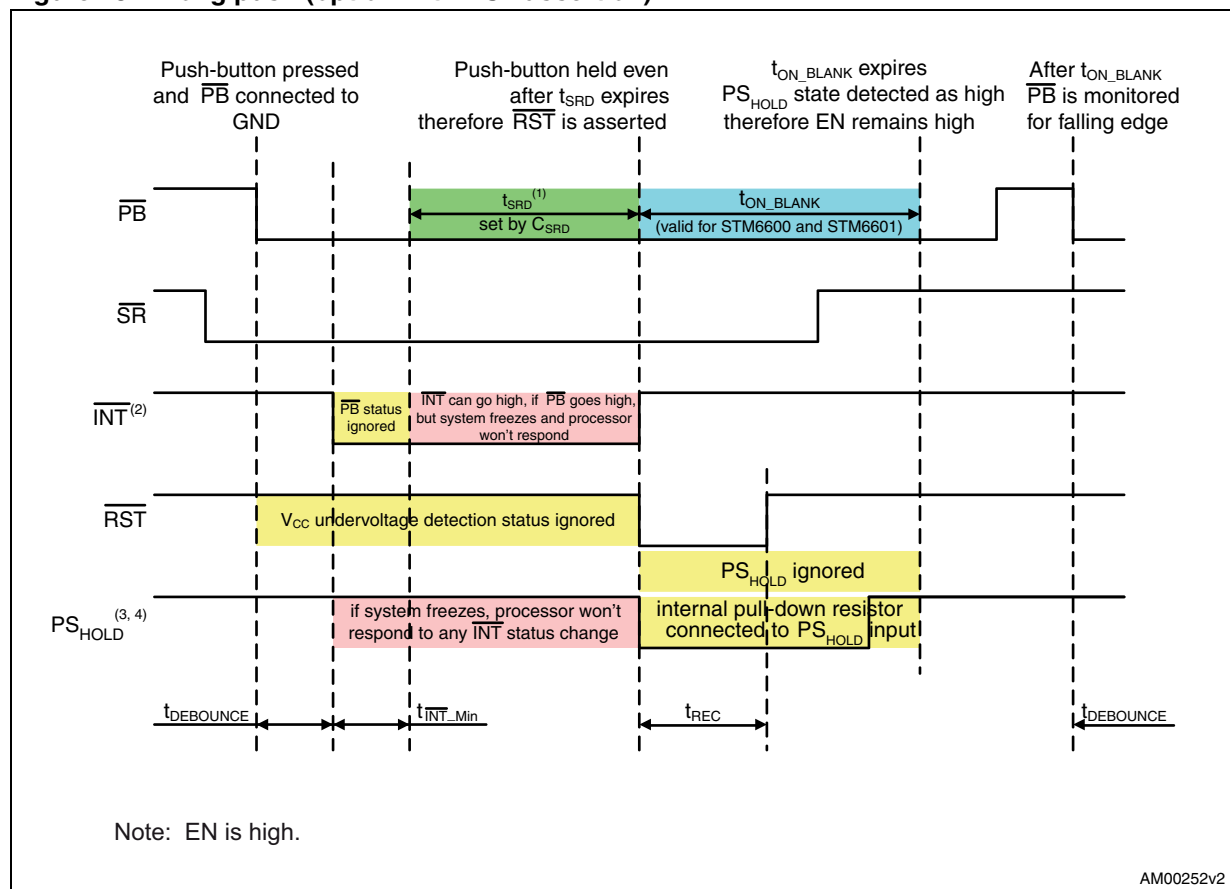 Push-button pressed
and PB connected to
GND
Push-button held even
after tSRD expires
therefore RST is asserted
tON_BLANK expires
PSHOLD state detected as high
therefore EN remains high
After tON_BLANK
PB is monitored
for falling edge
PB
tSRD(1)
set by CSRD
tON_BLANK
(valid for STM6600 and STM6601)
SR
INT(2)
PB status
ignored
INT can go high, if PB goes high,
but system freezes and processor
won't respond
RST
VCC undervoltage detection status ignored
PSHOLD ignored
PSHOLD(3, 4)
if system freezes, processor won't
respond to any INT status change
internal pull-down resistor
connected to PSHOLD input
tDEBOUNCE
tINT_Min
tREC
tDEBOUNCE
Note: EN is high.
AM00252v2